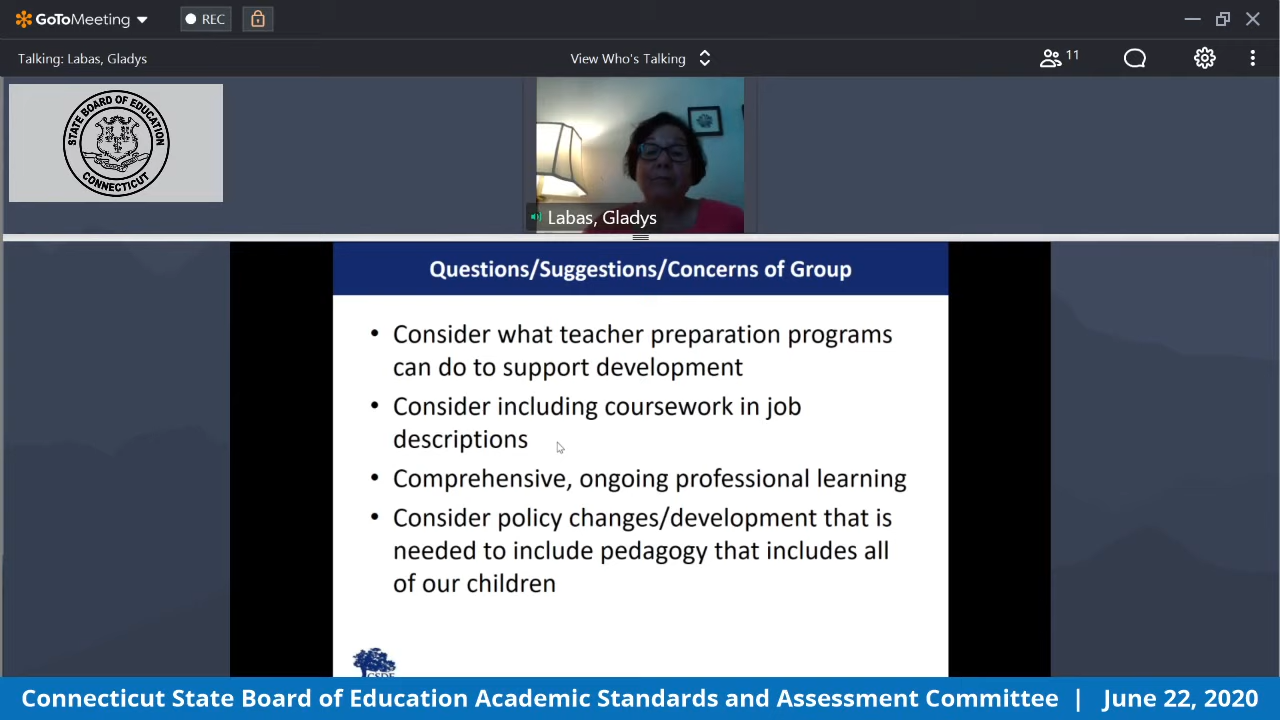 GoToMeeting
REC
Talking: Labas, Gladys
View Who's Talking
11
STATE BOARD OF EDUCATION
CONNECTICUT
Labas, Gladys
Questions/Suggestions/Concerns of Group
• Consider what teacher preparation programs
can do to support development
• Consider including coursework in job
descriptions
• Comprehensive, ongoing professional learning
• Consider policy changes/development that is
needed to include pedagogy that includes all
of our children
CSDE
Connecticut State Board of Education Academic Standards and Assessment Committee | June 22, 2020